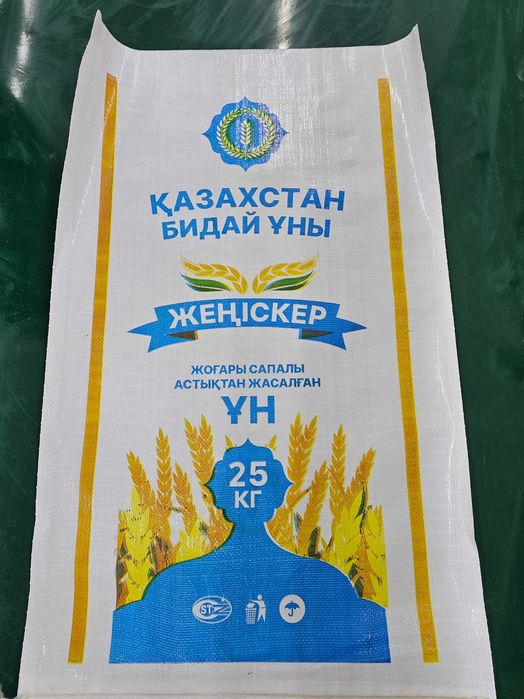 ҚАЗАХСТАН
БИДАЙ ҰНЫ
ЖЕҢІСКЕР
ЖОҒАРЫ САПАЛЫ
АСТЫҚТАН ЖАСАЛҒАН
ҰН
25
КГ